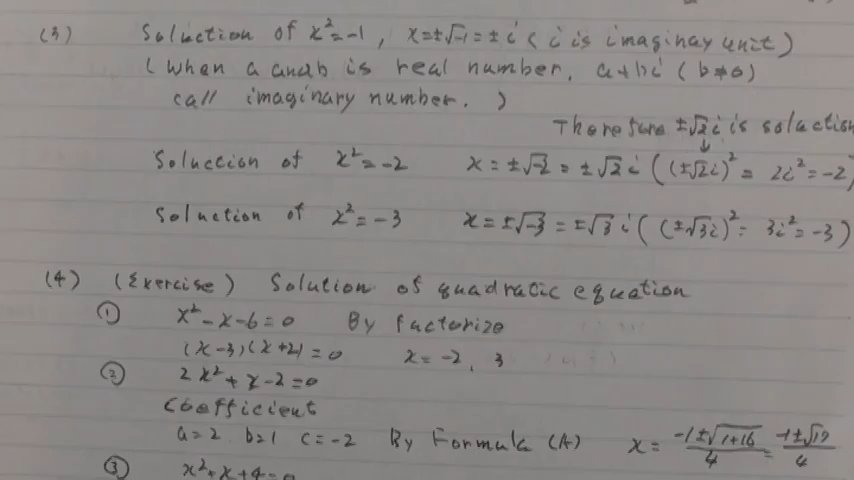 (3) Soluction of x²=-1, x=±√-1=±i (i is imaginay unit)
(when a and b is real number, a+bi (b≠0)
call imaginary number.)
Therefore ±√2i is soluction
Soluction of x²=-2 x=±√-2=±√2i ((±√2i)²=2i²=-2
Soluction of x²=-3 x=±√-3=±√3i ((±√3i)²=3i²=-3)
(4) (Exercise) Solution of quadratic equation
① x²-x-6=0 By factorize
(x-3)(x+2)=0 x=-2, 3
② 2x²+x-2=0
Coefficient
a=2 b=1 c=-2 By Formula (A) x=(-1±√1+16)/4=(-1±√17)/4
③ x²+x+4=0